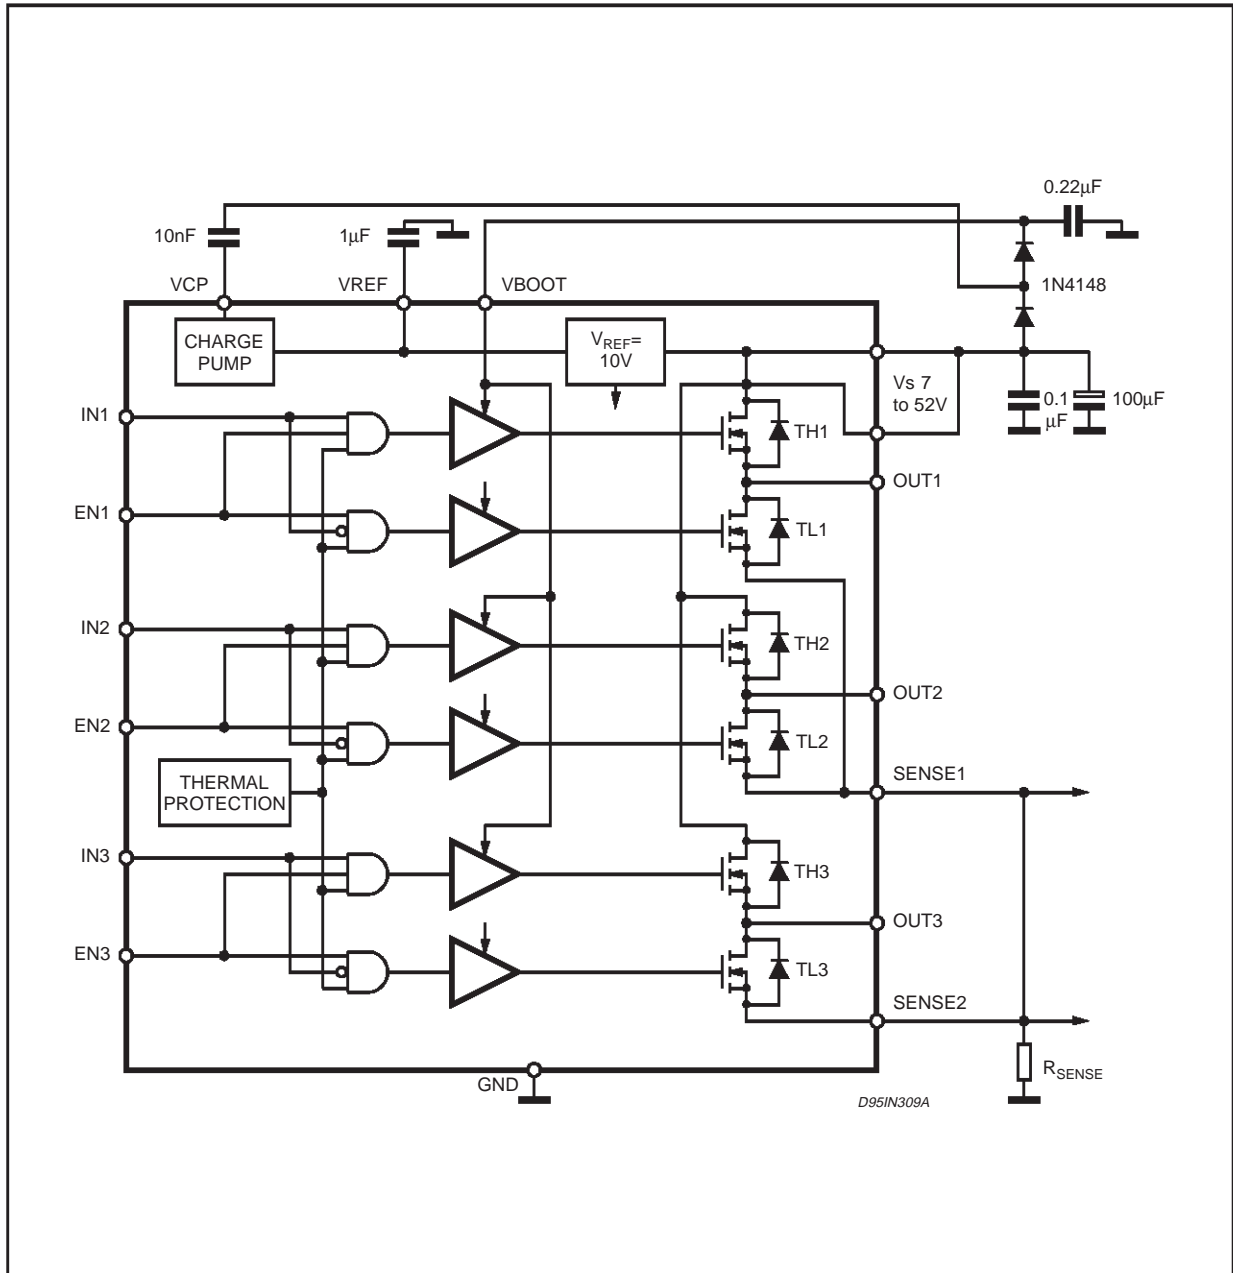 0.22μF
10nF
1μF
VCP
VREF
VBOOT
1N4148
CHARGE
PUMP
VREF=
10V
Vs 7
to 52V
0.1
μF
100μF
IN1
TH1
OUT1
EN1
TL1
IN2
TH2
OUT2
EN2
TL2
SENSE1
THERMAL
PROTECTION
IN3
TH3
OUT3
EN3
TL3
SENSE2
RSENSE
GND
D95IN309A